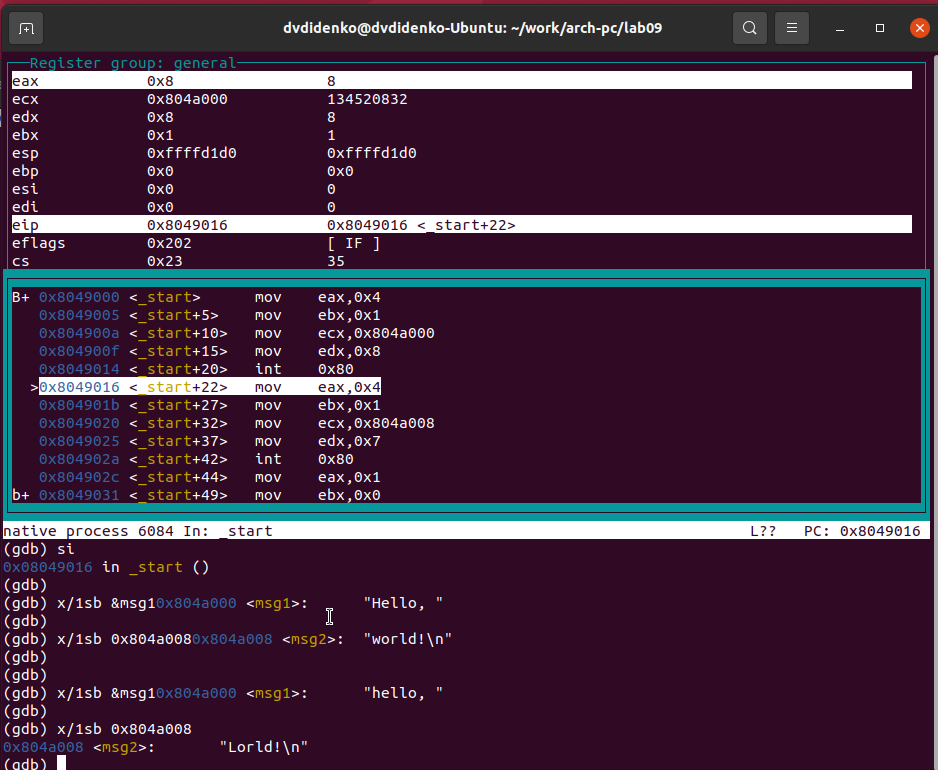 dvdidenko@dvdidenko-Ubuntu: ~/work/arch-pc/lab09
Register group: general
eax 0x8 8
ecx 0x804a000 134520832
edx 0x8 8
ebx 0x1 1
esp 0xffffd1d0 0xffffd1d0
ebp 0x0 0x0
esi 0x0 0
edi 0x0 0
eip 0x8049016 0x8049016 <_start+22>
eflags 0x202 [ IF ]
cs 0x23 35
B+ 0x8049000 <_start> mov eax,0x4
0x8049005 <_start+5> mov ebx,0x1
0x804900a <_start+10> mov ecx,0x804a000
0x804900f <_start+15> mov edx,0x8
0x8049014 <_start+20> int 0x80
>0x8049016 <_start+22> mov eax,0x4
0x804901b <_start+27> mov ebx,0x1
0x8049020 <_start+32> mov ecx,0x804a008
0x8049025 <_start+37> mov edx,0x7
0x804902a <_start+42> int 0x80
0x804902c <_start+44> mov eax,0x1
b+ 0x8049031 <_start+49> mov ebx,0x0
native process 6084 In: _start L?? PC: 0x8049016
(gdb) si
0x08049016 in _start ()
(gdb)
(gdb) x/1sb &msg10x804a000 <msg1>: "Hello, "
(gdb)
(gdb) x/1sb 0x804a0080x804a008 <msg2>: "world!\n"
(gdb)
(gdb)
(gdb) x/1sb &msg10x804a000 <msg1>: "hello, "
(gdb)
(gdb) x/1sb 0x804a008
0x804a008 <msg2>: "Lorld!\n"
(gdb)